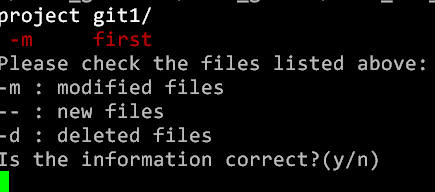 project git1/
-m first
Please check the files listed above:
-m : modified files
-- : new files
-d : deleted files
Is the information correct?(y/n)